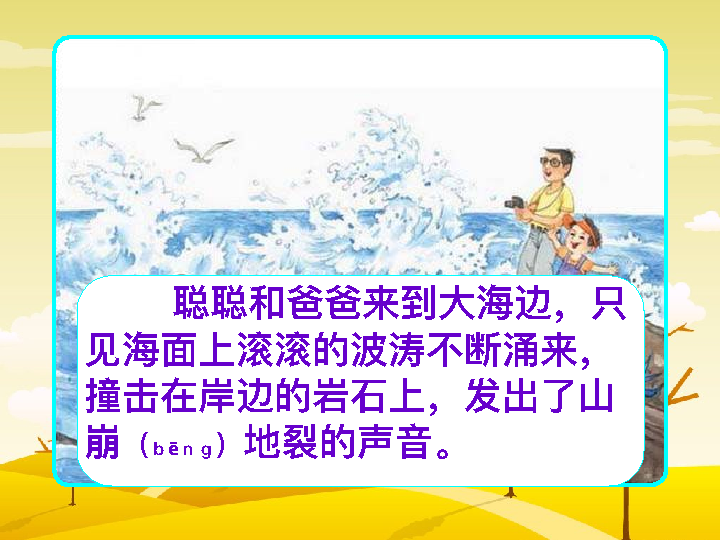 聪聪和爸爸来到大海边，只
见海面上滚滚的波涛不断涌来，
撞击在岸边的岩石上，发出了山
崩（bēng）地裂的声音。